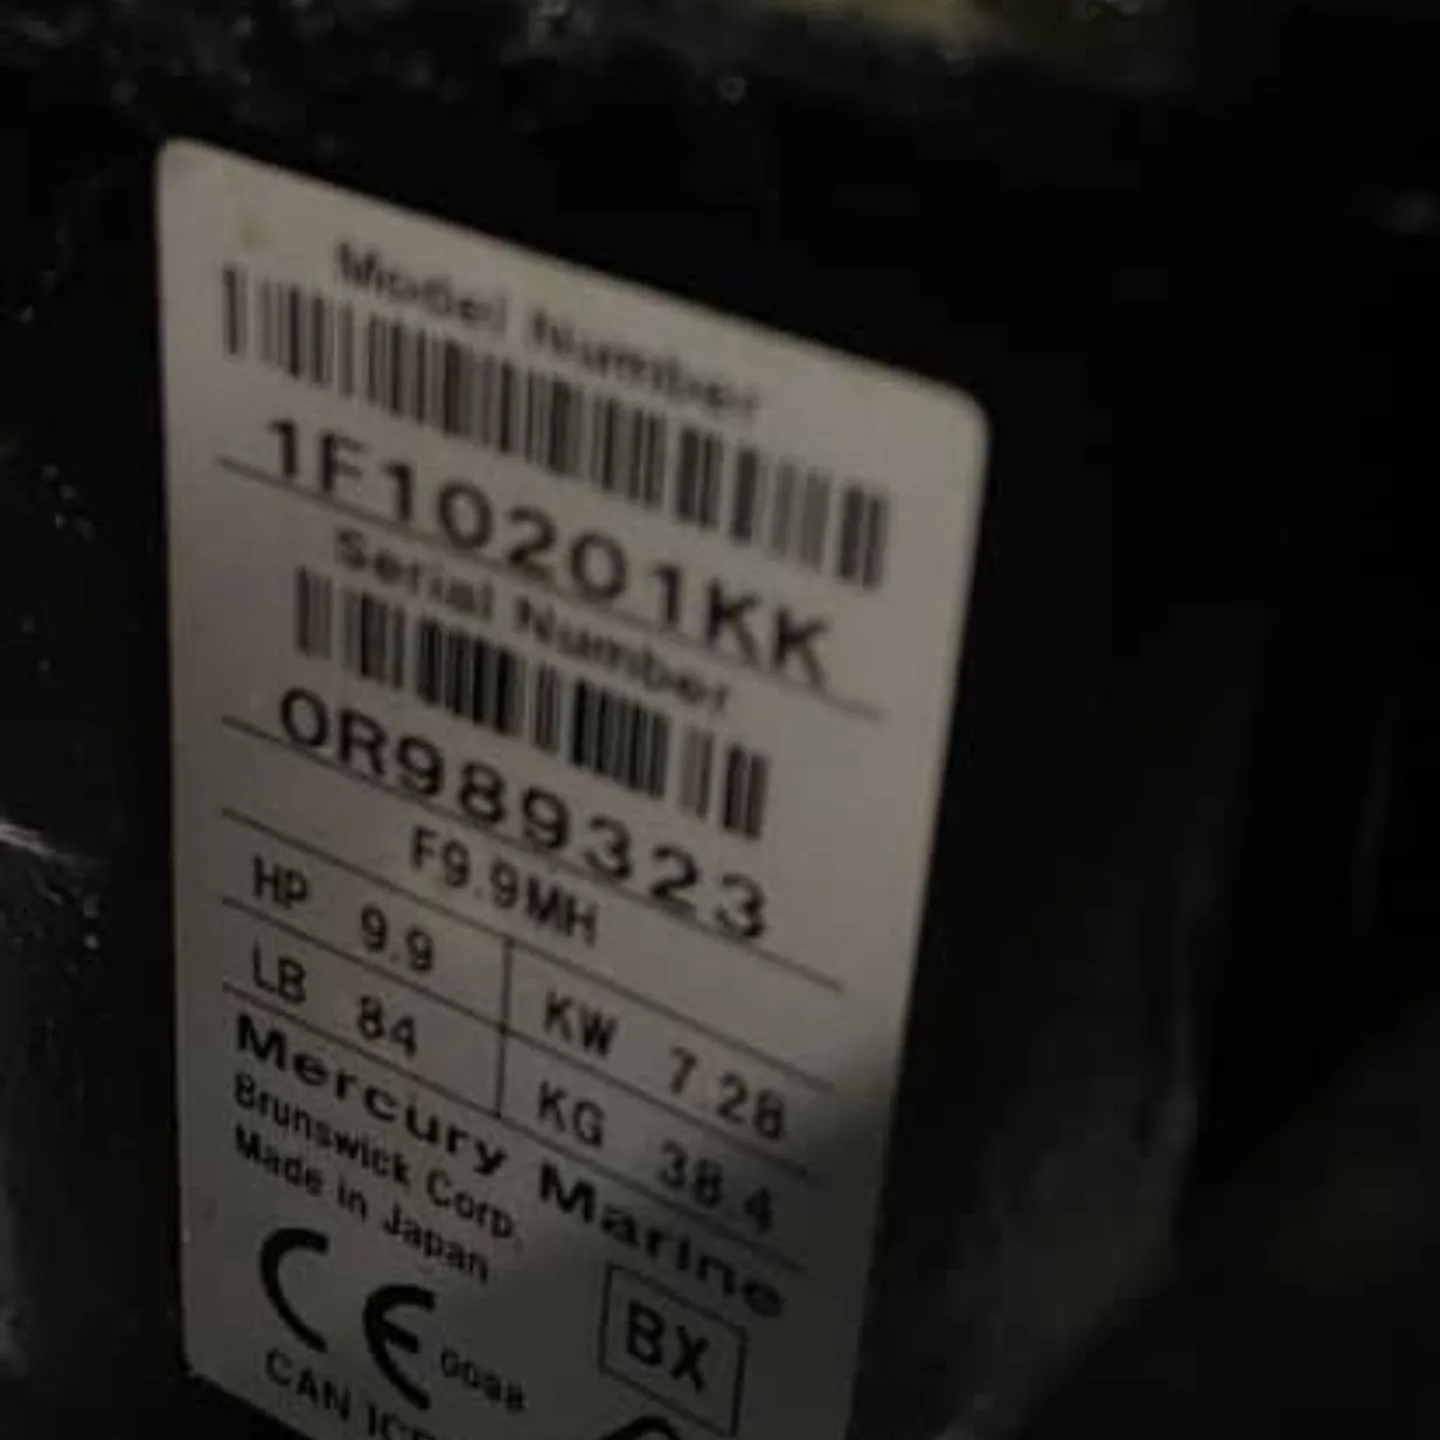 Model Number
1F10201KK
Serial Number
0R989323
F9.9MH
HP 9.9 KW 7.28
LB 84 KG 38.4
Mercury Marine
Brunswick Corp.
Made in Japan
CE 0098
BX
CAN